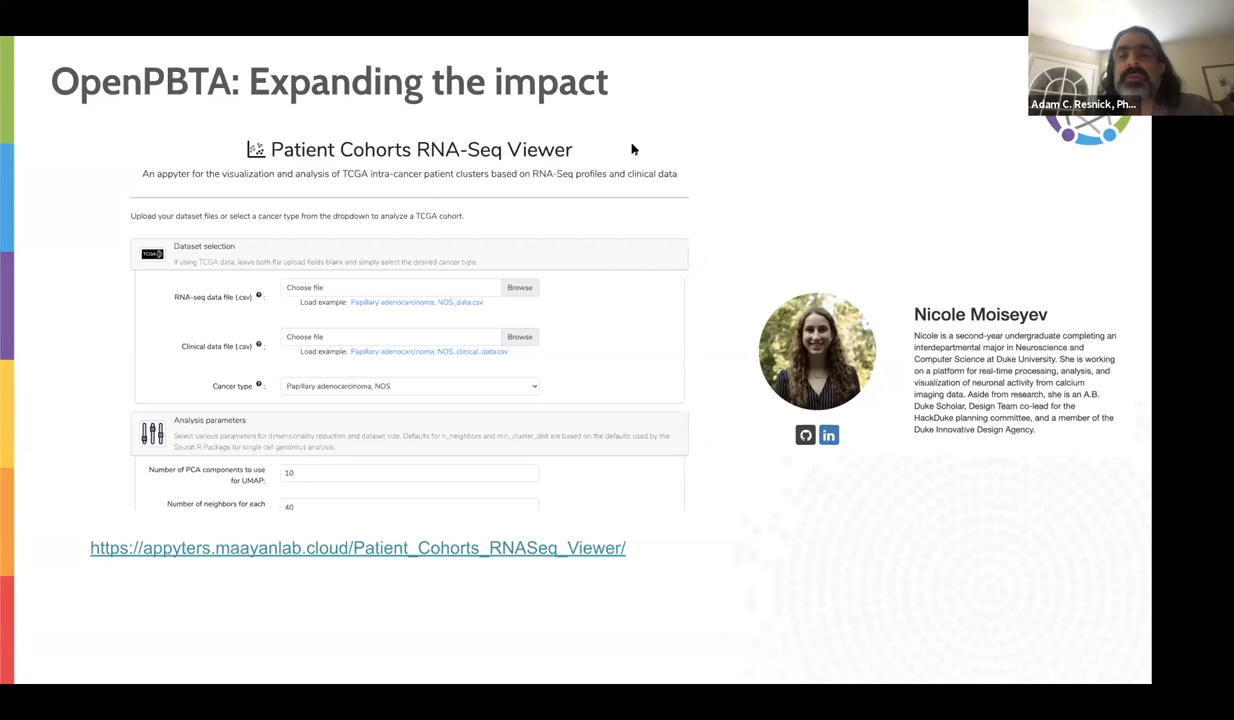 OpenPBTA: Expanding the impact
Adam C. Resnick, Ph...
Patient Cohorts RNA-Seq Viewer
An appyter for the visualization and analysis of TCGA intra-cancer patient clusters based on RNA-Seq profiles and clinical data
Upload your dataset files or select a cancer type from the dropdown to analyze a TCGA cohort.
TCGA
Dataset selection
If using TCGA data, leave both file upload fields blank and simply select the desired cancer type.
RNA-seq data file (.csv) ? :
Choose file
Browse
Load example: Papillary adenocarcinoma, NOS_data.csv
Clinical data file (.csv) ? :
Choose file
Browse
Load example: Papillary adenocarcinoma, NOS_clinical_data.csv
Cancer type ? :
Papillary adenocarcinoma, NOS
Analysis parameters
Select various parameters for dimensionality reduction and dataset size. Defaults for n_neighbors and min_cluster_dist are based on the defaults used by the
Seurat R Package for single cell genomics analysis.
Number of PCA components to use
for UMAP:
10
Number of neighbors for each
40
https://appyters.maayanlab.cloud/Patient_Cohorts_RNASeq_Viewer/
Nicole Moiseyev
Nicole is a second-year undergraduate completing an
interdepartmental major in Neuroscience and
Computer Science at Duke University. She is working
on a platform for real-time processing, analysis, and
visualization of neuronal activity from calcium
imaging data. Aside from research, she is an A.B.
Duke Scholar, Design Team co-lead for the
HackDuke planning committee, and a member of the
Duke Innovative Design Agency.
in